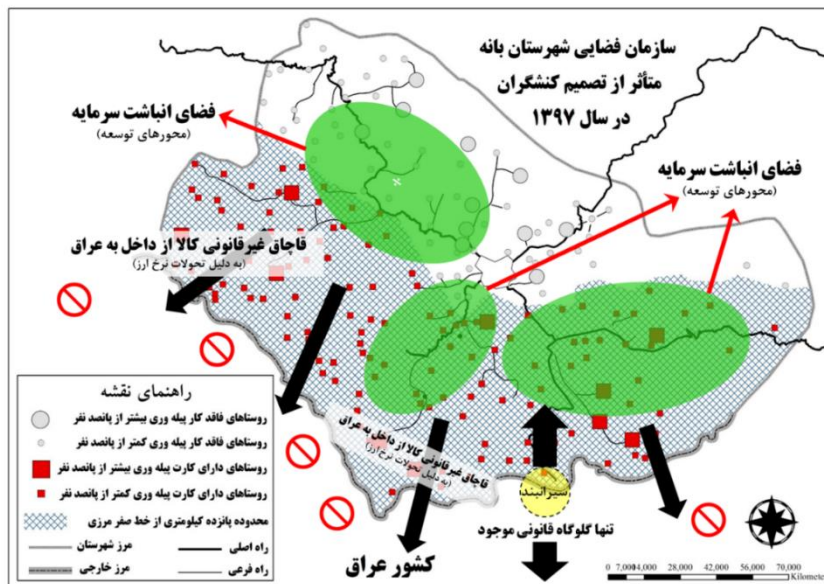 سازمان فضایی شهرستان بانه
متأثر از تصمیم کنشگران
در سال ۱۳۹۷
فضای انباشت سرمایه
(محورهای توسعه)
فضای انباشت سرمایه
(محورهای توسعه)
قاچاق غیرقانونی کالا از داخل به عراق
(به دلیل تحولات نرخ ارز)
قاچاق غیرقانونی کالا از داخل به عراق
(به دلیل تحولات نرخ ارز)
سیرانبند
تنها گلوگاه قانونی موجود
کشور عراق
راهنمای نقشه
روستاهای فاقد کار پیله وری بیشتر از پانصد نفر
روستاهای فاقد کار پیله وری کمتر از پانصد نفر
روستاهای دارای کارت پیله وری بیشتر از پانصد نفر
روستاهای دارای کارت پیله وری کمتر از پانصد نفر
محدوده پانزده کیلومتری از خط صفر مرزی
راه اصلی مرز شهرستان
راه فرعی مرز خارجی
0 7,00014,000 28,000 42,000 56,000 70,000
Kilometers